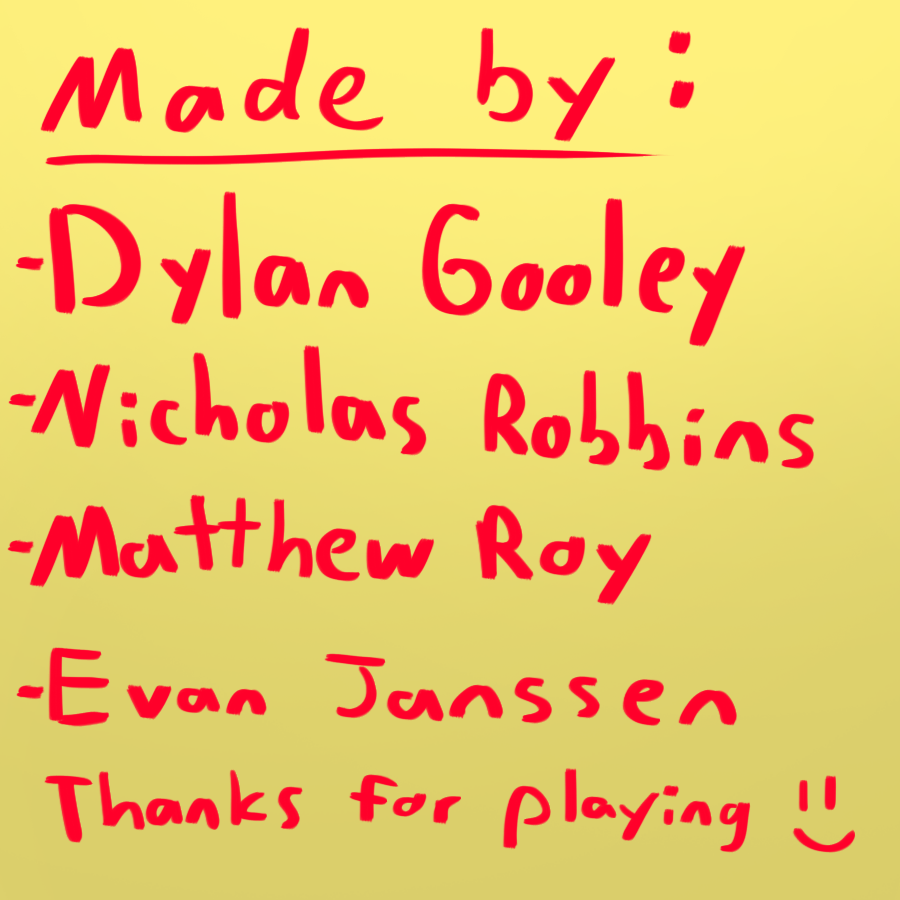 Made by:
-Dylan Gooley
-Nicholas Robbins
-Matthew Roy
-Evan Janssen
Thanks for playing :)